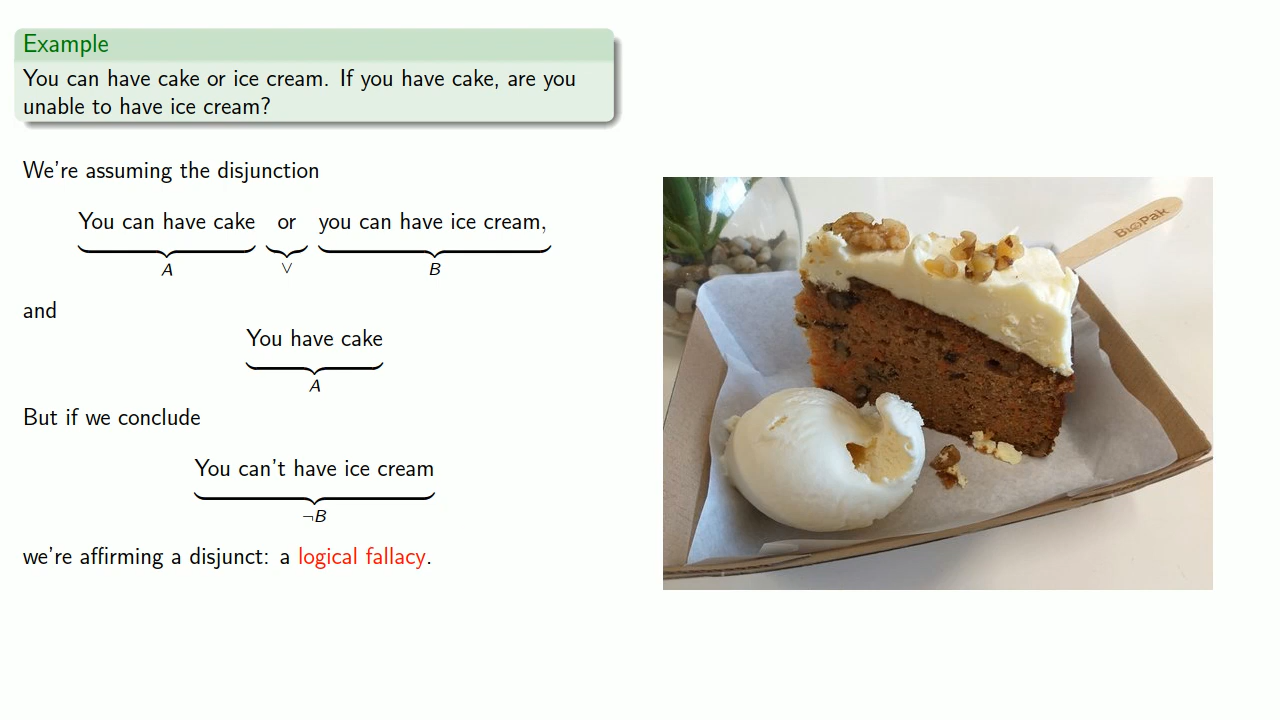 Example
You can have cake or ice cream. If you have cake, are you
unable to have ice cream?
We're assuming the disjunction
You can have cake or you can have ice cream,
A ∨ B
and
You have cake
A
But if we conclude
You can't have ice cream
¬B
we're affirming a disjunct: a logical fallacy.
BioPak